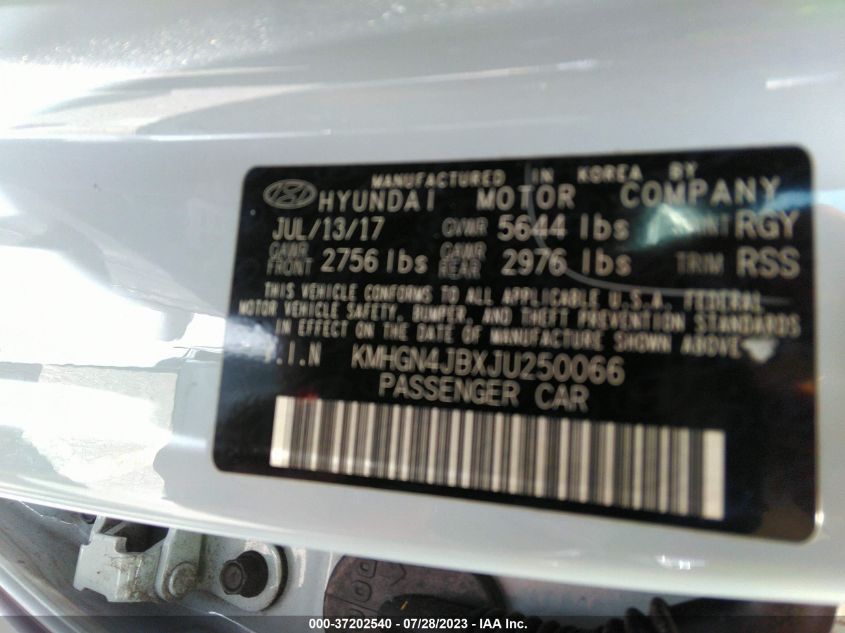 MANUFACTURED IN KOREA BY
HYUNDAI MOTOR COMPANY
JUL/13/17 GVWR 5644 lbs PAINT RGY
GAWR FRONT 2756 lbs GAWR REAR 2976 lbs TRIM RSS
THIS VEHICLE CONFORMS TO ALL APPLICABLE U.S.A. FEDERAL
MOTOR VEHICLE SAFETY, BUMPER, AND THEFT PREVENTION STANDARDS
IN EFFECT ON THE DATE OF MANUFACTURE SHOWN ABOVE
V.I.N KMHGN4JBXJU250066
PASSENGER CAR
000-37202540 / 07/28/2023 - IAA Inc.